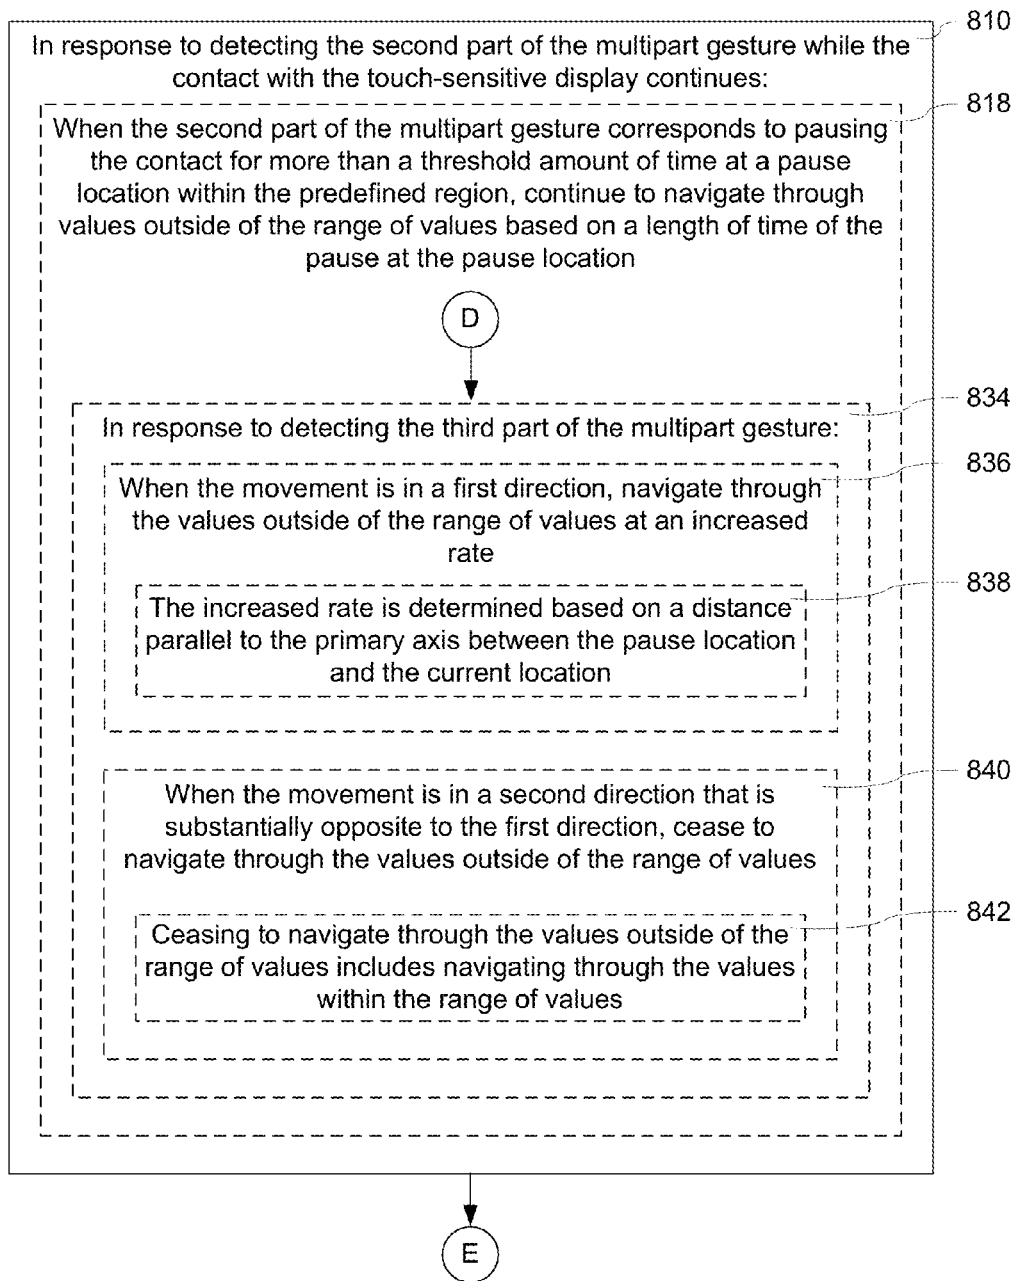 810
In response to detecting the second part of the multipart gesture while the
contact with the touch-sensitive display continues:
818
When the second part of the multipart gesture corresponds to pausing
the contact for more than a threshold amount of time at a pause
location within the predefined region, continue to navigate through
values outside of the range of values based on a length of time of the
pause at the pause location
D
834
In response to detecting the third part of the multipart gesture:
836
When the movement is in a first direction, navigate through
the values outside of the range of values at an increased
rate
838
The increased rate is determined based on a distance
parallel to the primary axis between the pause location
and the current location
840
When the movement is in a second direction that is
substantially opposite to the first direction, cease to
navigate through the values outside of the range of values
842
Ceasing to navigate through the values outside of the
range of values includes navigating through the values
within the range of values
E